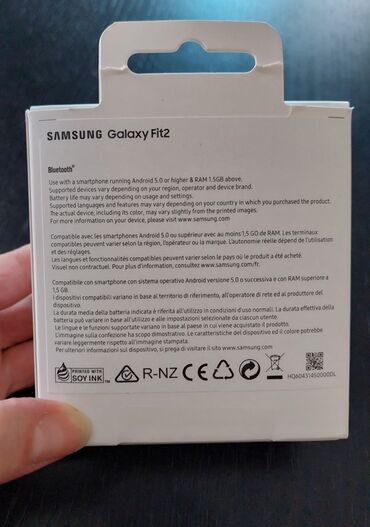 SAMSUNG Galaxy Fit2
Bluetooth®
Use with a smartphone running Android 5.0 or higher & RAM 1.5GB above.
Supported devices vary depending on your region, operator and device brand.
Battery life may vary depending on usage and settings.
Supported languages and features may vary depending on your country in which you purchased the product.
The actual device, including its color, may vary slightly from the printed images.
For more information, please visit www.samsung.com
Compatible avec les smartphones Android 5.0 ou supérieur avec au moins 1,5 GO de RAM. Les terminaux
compatibles peuvent varier selon la région, l'opérateur ou la marque. L'autonomie réelle dépend de l'utilisation
et des réglages.
Les langues et fonctionnalités compatibles peuvent varier selon le pays où le produit a été acheté.
Visuel non contractuel. Pour plus d'information, consultez www.samsung.com/fr.
Compatibile con smartphone con sistema operativo Android versione 5.0 o successiva e con RAM superiore a
1,5 GB.
I dispositivi compatibili variano in base al territorio di riferimento, all'operatore di rete ed al produttore del
dispositivo.
La durata media della batteria indicata è riferita all'utilizzo in condizioni d'uso normali. La durata effettiva della
batteria può variare in base all'utilizzo e alle impostazioni selezionate da ciascun utente.
Le lingue e le funzioni supportate variano in base al paese in cui viene acquistato il prodotto.
L'immagine sulla confezione ha scopo dimostrativo. Le caratteristiche del dispositivo ed il colore potrebbe
variare leggermente rispetto all'immagine stampata.
Per ulteriori informazioni sul dispositivo, si prega di visitare il sito www.samsung.com
PRINTED WITH
SOY INK™
R-NZ
CE
HQ60431450000DL